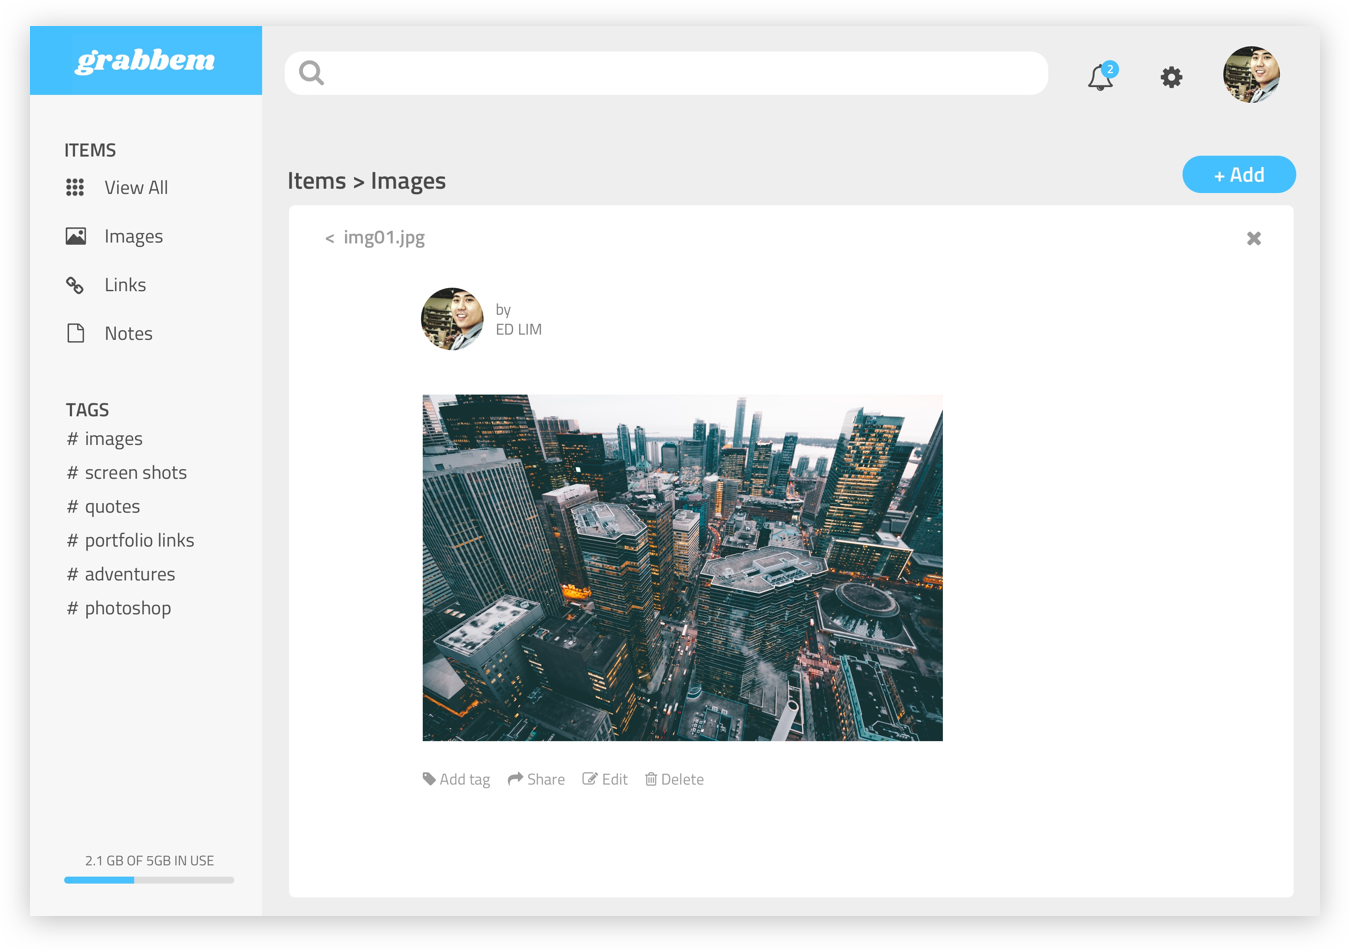 grabbem
2
ITEMS
View All
Images
Links
Notes
TAGS
# images
# screen shots
# quotes
# portfolio links
# adventures
# photoshop
2.1 GB OF 5GB IN USE
Items > Images
+ Add
< img01.jpg
by
ED LIM
Add tag Share Edit Delete